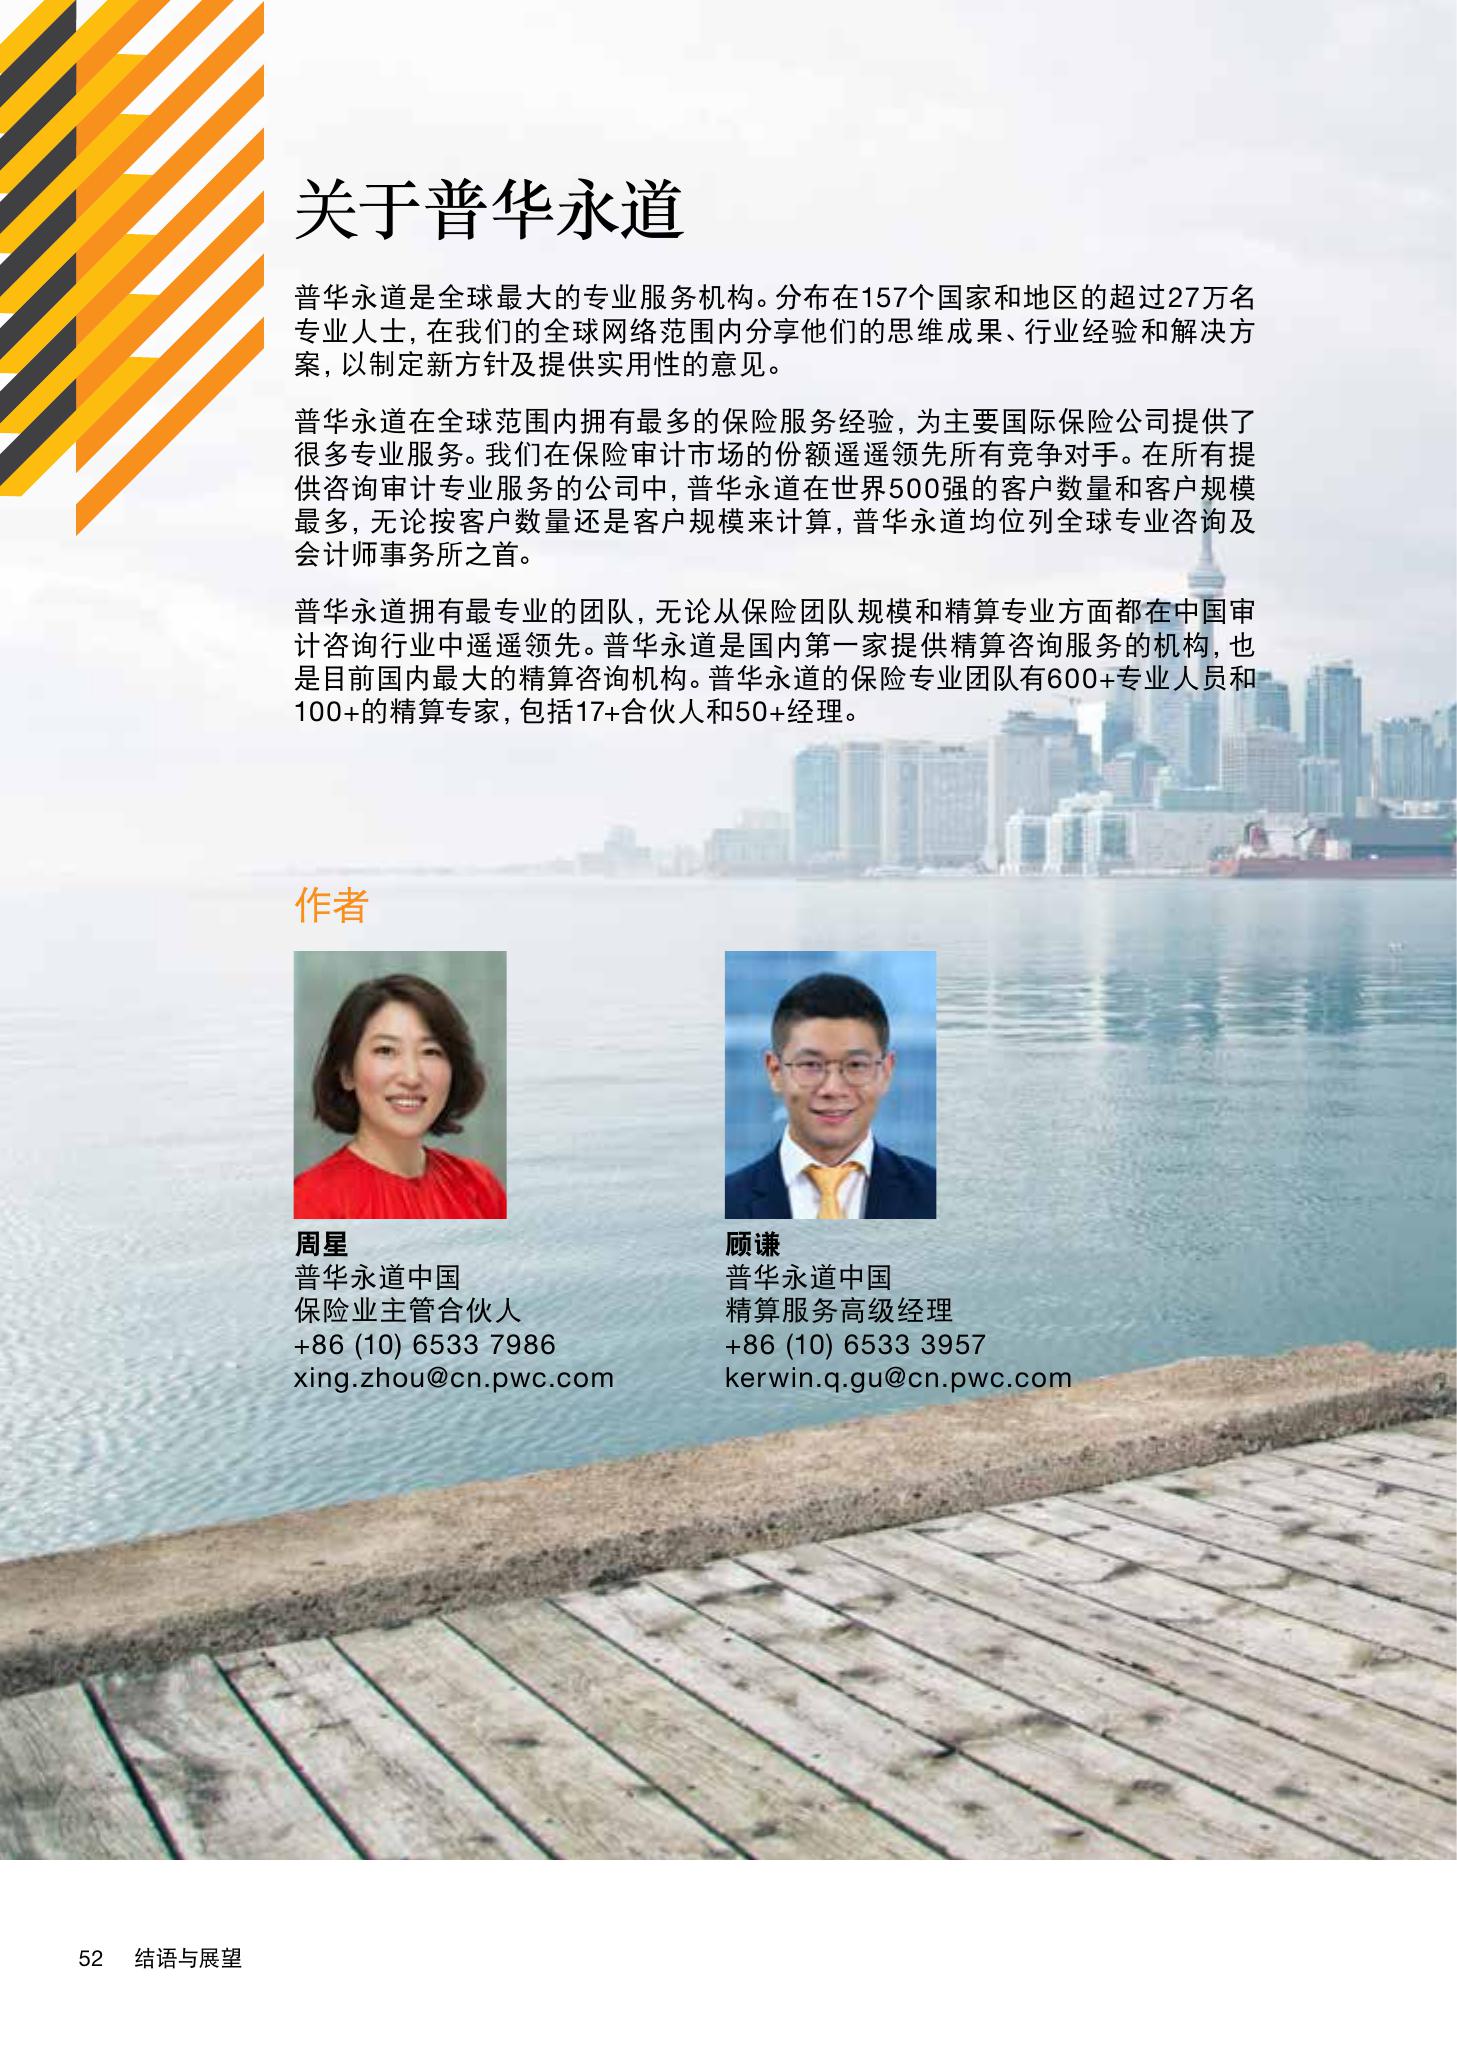 关于普华永道
普华永道是全球最大的专业服务机构。分布在157个国家和地区的超过27万名
专业人士，在我们的全球网络范围内分享他们的思维成果、行业经验和解决方
案，以制定新方针及提供实用性的意见。
普华永道在全球范围内拥有最多的保险服务经验，为主要国际保险公司提供了
很多专业服务。我们在保险审计市场的份额遥遥领先所有竞争对手。在所有提
供咨询审计专业服务的公司中，普华永道在世界500强的客户数量和客户规模
最多，无论按客户数量还是客户规模来计算，普华永道均位列全球专业咨询及
会计师事务所之首。
普华永道拥有最专业的团队，无论从保险团队规模和精算专业方面都在中国审
计咨询行业中遥遥领先。普华永道是国内第一家提供精算咨询服务的机构，也
是目前国内最大的精算咨询机构。普华永道的保险专业团队有600+专业人员和
100+的精算专家，包括17+合伙人和50+经理。
作者
周星
普华永道中国
保险业主管合伙人
+86 (10) 6533 7986
xing.zhou@cn.pwc.com
顾谦
普华永道中国
精算服务高级经理
+86 (10) 6533 3957
kerwin.q.gu@cn.pwc.com
52 结语与展望